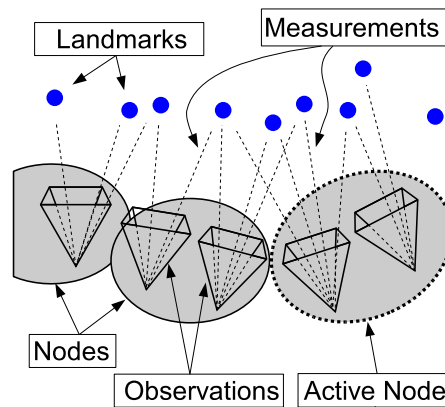 Landmarks
Measurements
Nodes
Observations
Active Node